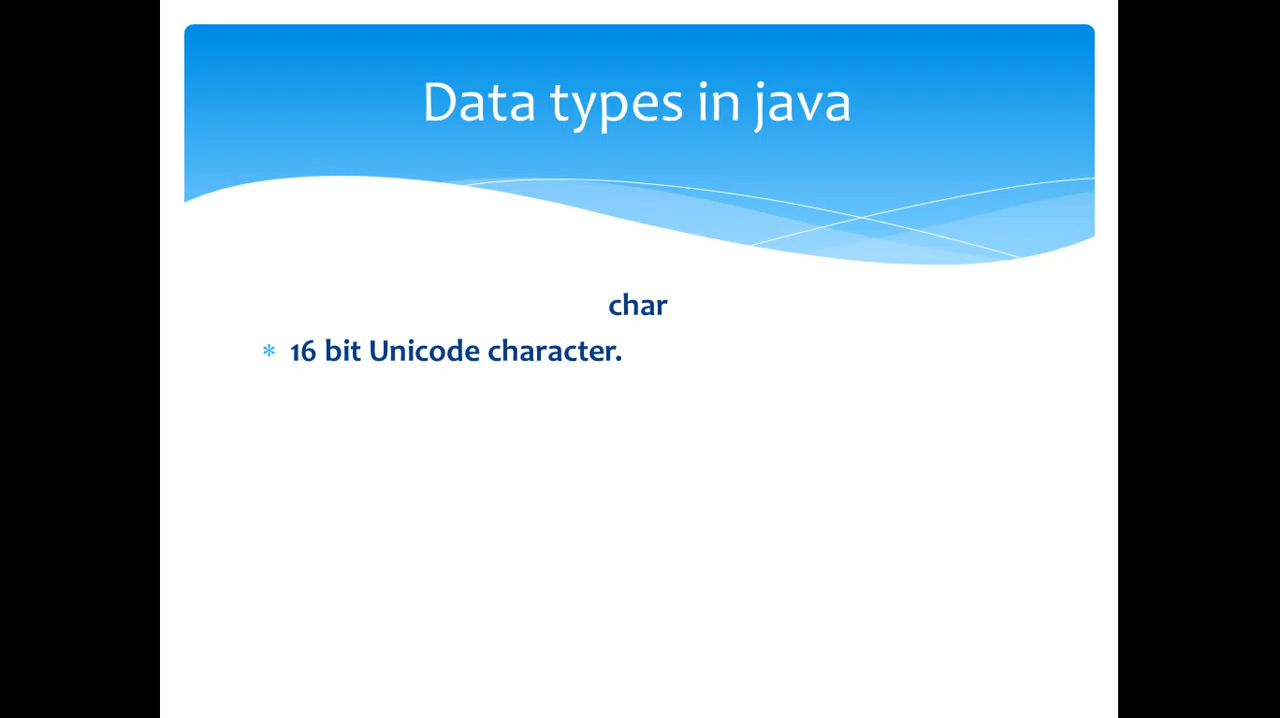 Data types in java
char
* 16 bit Unicode character.